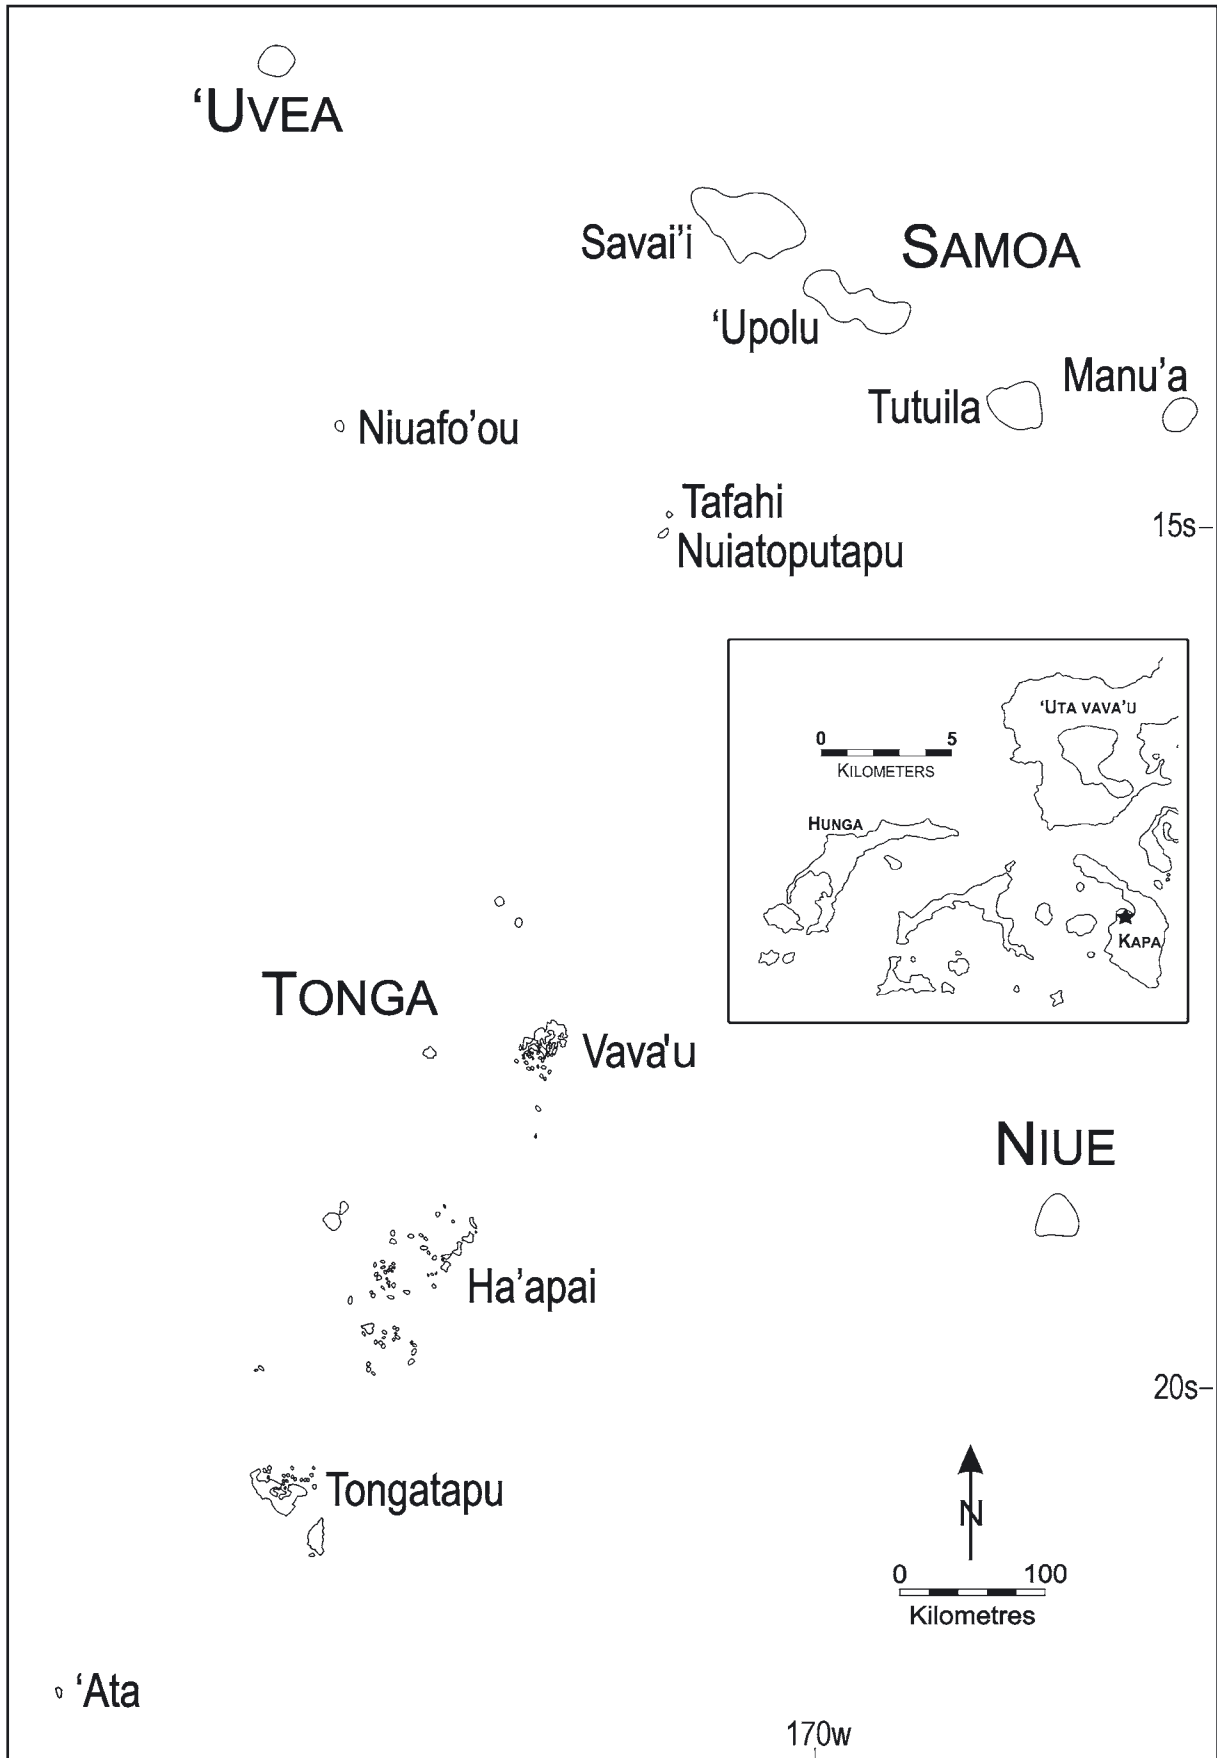 ‘UVEA
Savai’i
SAMOA
‘Upolu
Manu’a
Tutuila
Niuafo’ou
Tafahi
15s
Nuiatoputapu
‘UTA VAVA’U
0 5
KILOMETERS
HUNGA
KAPA
TONGA
Vava'u
NIUE
Ha’apai
20s
Tongatapu
N
0 100
Kilometres
‘Ata
170w